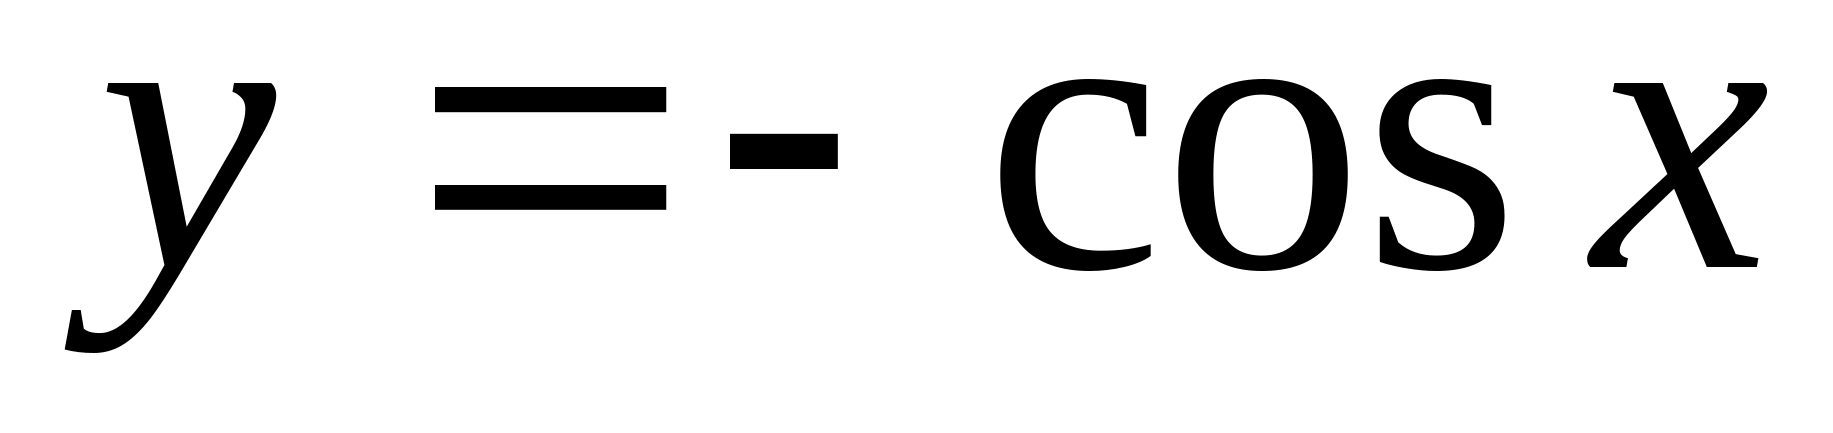 y =- cos x